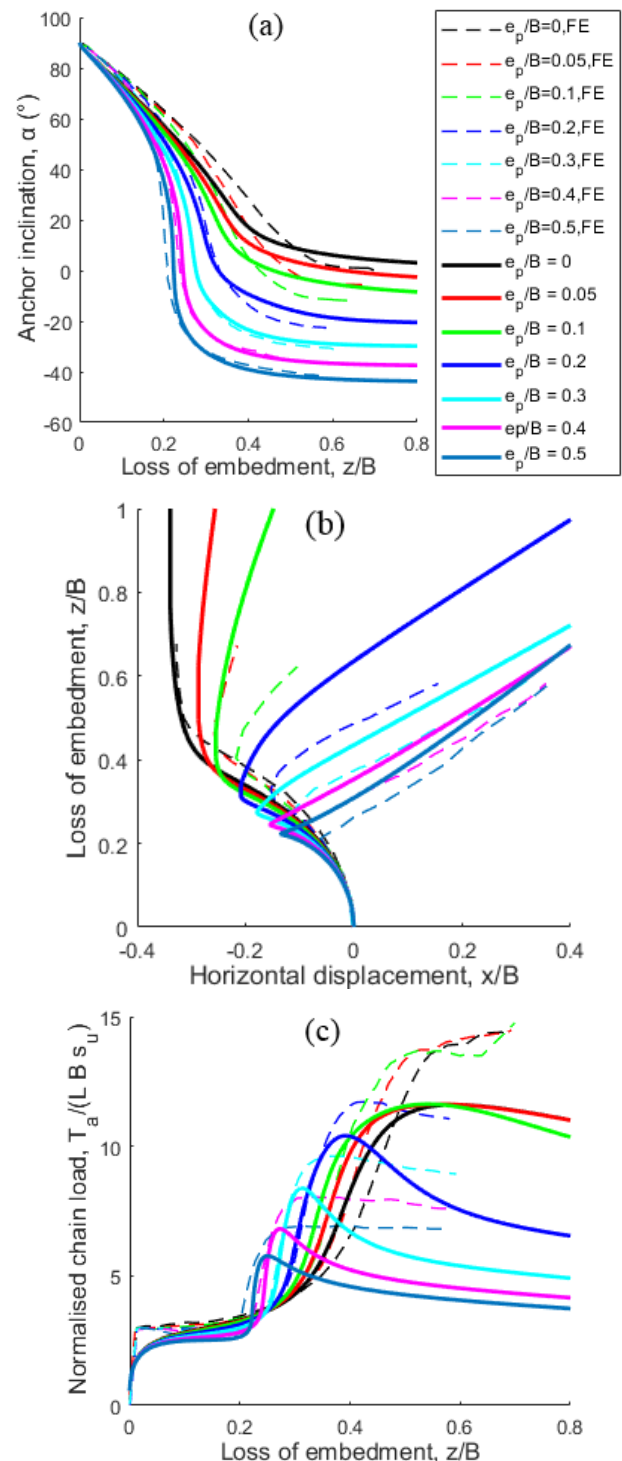 (a)
100
80
60
40
20
0
-20
-40
-60
Anchor inclination, α (°)
0
0.2
0.4
0.6
0.8
Loss of embedment, z/B
e_p/B=0,FE
e_p/B=0.05,FE
e_p/B=0.1,FE
e_p/B=0.2,FE
e_p/B=0.3,FE
e_p/B=0.4,FE
e_p/B=0.5,FE
e_p/B = 0
e_p/B = 0.05
e_p/B = 0.1
e_p/B = 0.2
e_p/B = 0.3
ep/B = 0.4
e_p/B = 0.5
(b)
1
0.8
0.6
0.4
0.2
0
Loss of embedment, z/B
-0.4
-0.2
0
0.2
0.4
Horizontal displacement, x/B
(c)
15
10
5
0
Normalised chain load, T_a/(L B s_u)
0
0.2
0.4
0.6
0.8
Loss of embedment, z/B